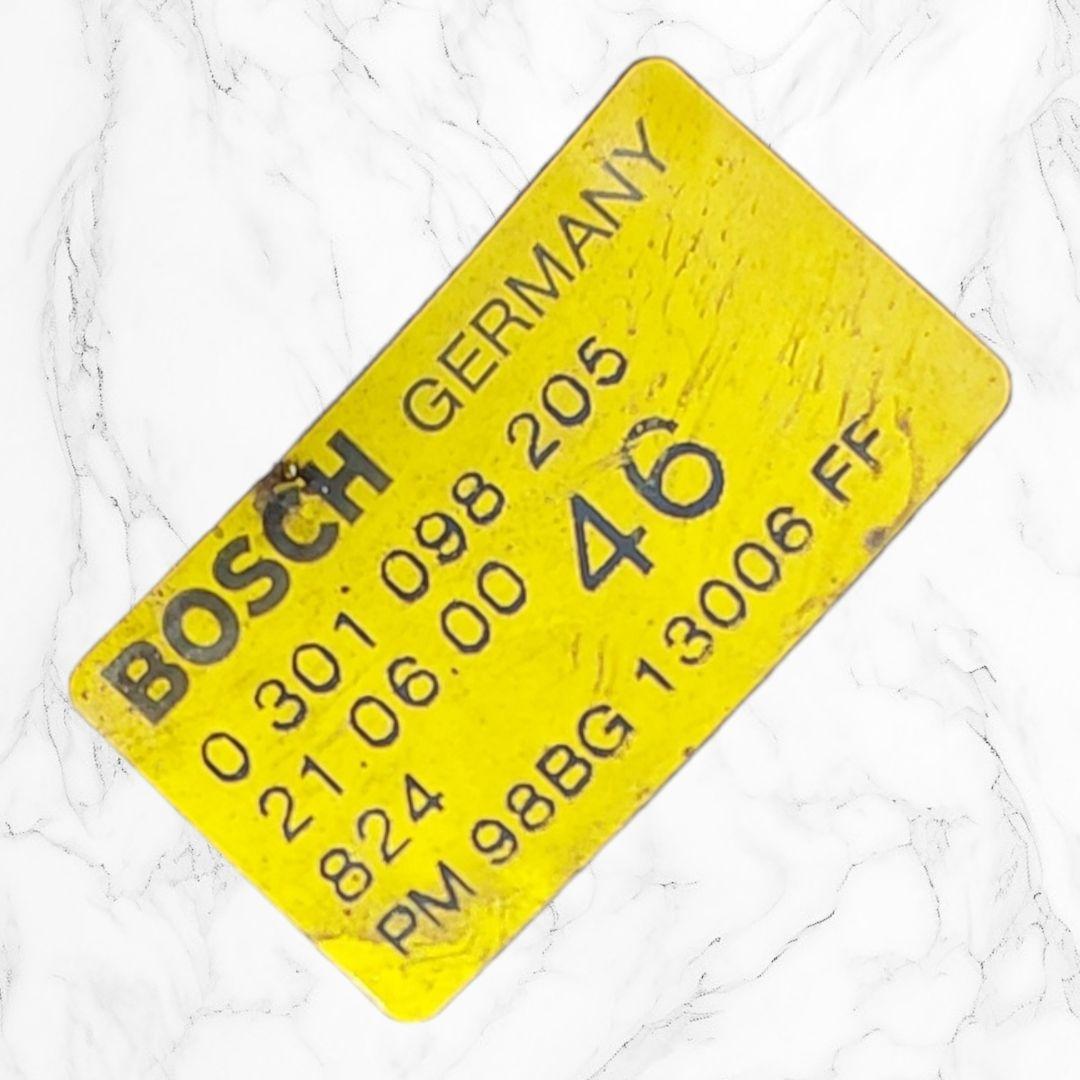 BOSCH GERMANY
0 301 098 205
21.06.00 46
824
PM 98BG 13006 FF